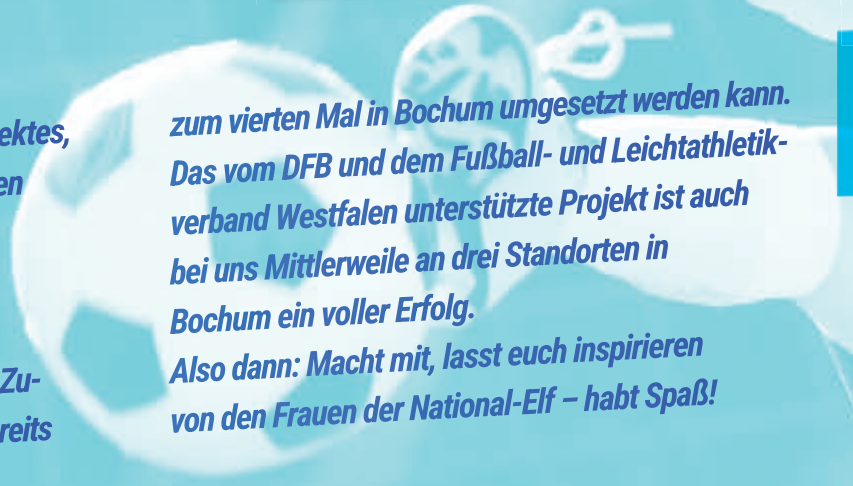 ektes,
en
Zu-
reits
zum vierten Mal in Bochum umgesetzt werden kann.
Das vom DFB und dem Fußball- und Leichtathletik-
verband Westfalen unterstützte Projekt ist auch
bei uns Mittlerweile an drei Standorten in
Bochum ein voller Erfolg.
Also dann: Macht mit, lasst euch inspirieren
von den Frauen der National-Elf – habt Spaß!